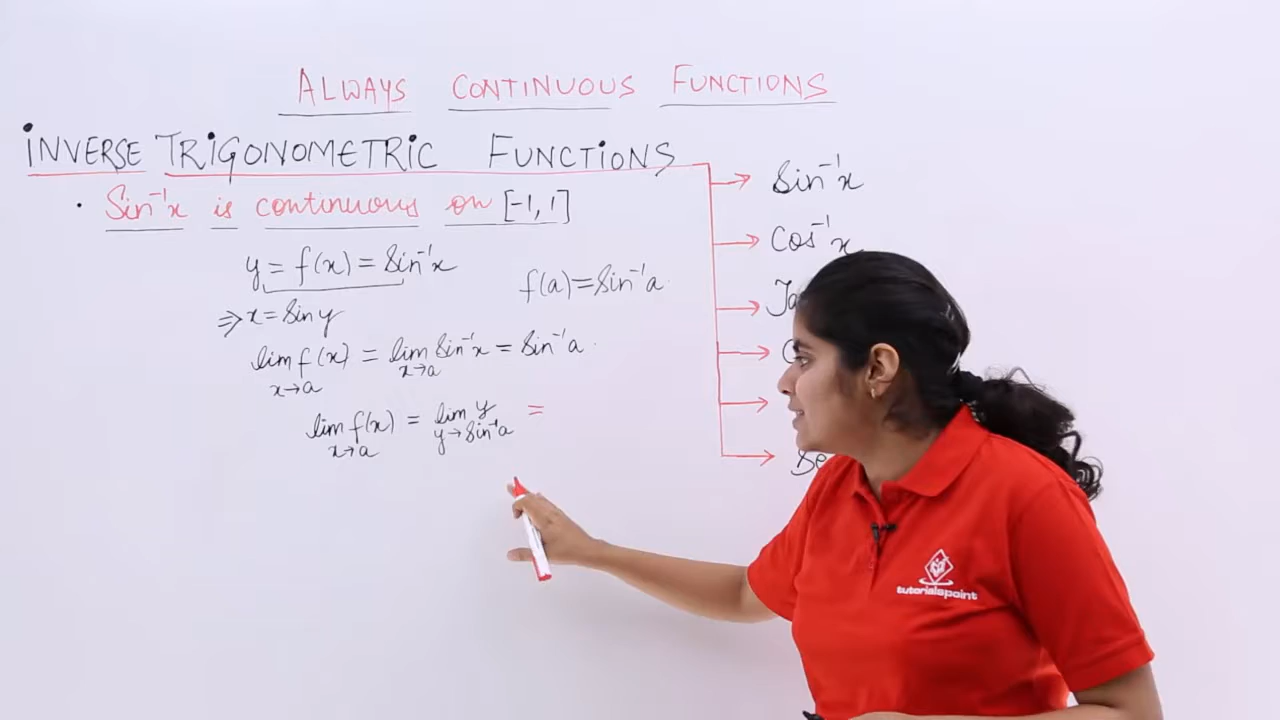 ALWAYS CONTINUOUS FUNCTIONS
INVERSE TRIGONOMETRIC FUNCTIONS
· Sin⁻¹x is continuous on [-1, 1]
y = f(x) = Sin⁻¹x
f(a) = Sin⁻¹a
⇒ x = Sin y
lim x→a f(x) = lim x→a Sin⁻¹x = Sin⁻¹a
lim x→a f(x) = lim y→Sin⁻¹a y =
Sin⁻¹x
Cos⁻¹x
tutorialspoint